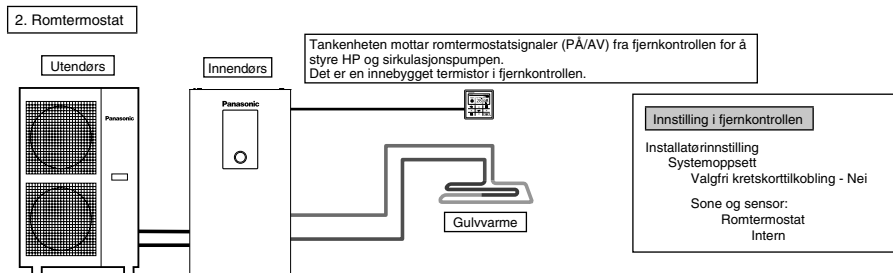 2. Romtermostat
Utendørs
Innendørs
Tankenheten mottar romtermostatsignaler (PÅ/AV) fra fjernkontrollen for å
styre HP og sirkulasjonspumpen.
Det er en innebygget termistor i fjernkontrollen.
Panasonic
Panasonic
Gulvvarme
Innstilling i fjernkontrollen
Installatørinnstilling
Systemoppsett
Valgfri kretskorttilkobling - Nei
Sone og sensor:
Romtermostat
Intern